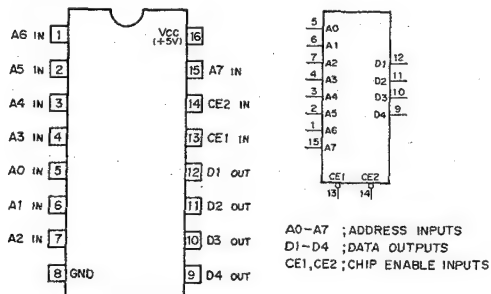 A6 IN 1
VCC (+5V) 16
A5 IN 2
15 A7 IN
A4 IN 3
14 CE2 IN
A3 IN 4
13 CE1 IN
A0 IN 5
12 D1 OUT
A1 IN 6
11 D2 OUT
A2 IN 7
10 D3 OUT
8 GND
9 D4 OUT
5 A0
6 A1
7 A2
D1 12
4 A3
D2 11
3 A4
D3 10
2 A5
D4 9
1 A6
15 A7
CE1 CE2
13 14
A0-A7 ; ADDRESS INPUTS
D1-D4 ; DATA OUTPUTS
CE1, CE2 ; CHIP ENABLE INPUTS